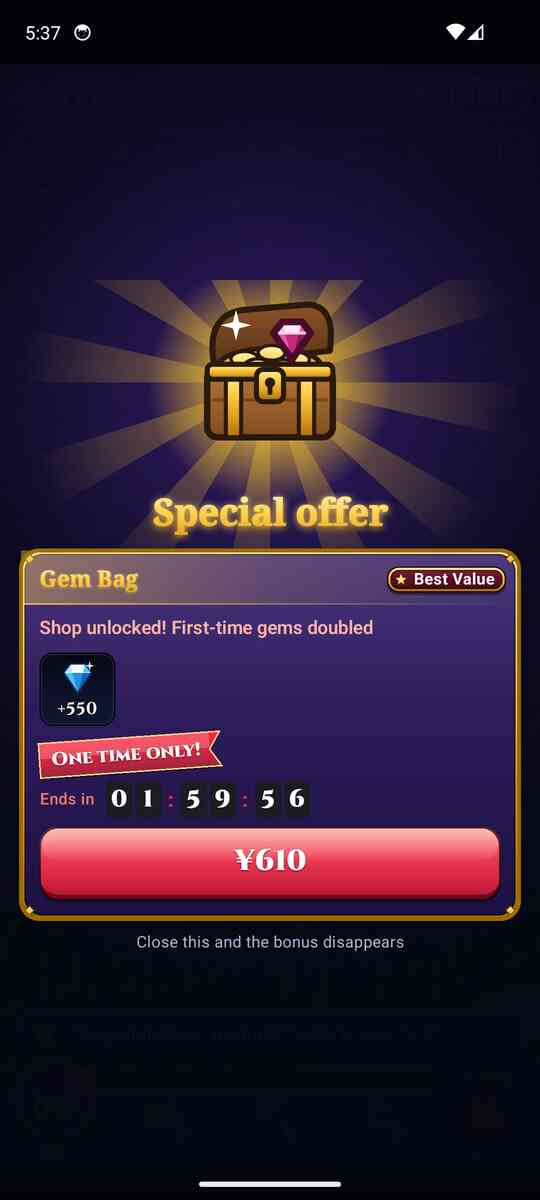 5:37
Special offer
Gem Bag
Best Value
Shop unlocked! First-time gems doubled
+550
ONE TIME ONLY!
Ends in 01:59:56
¥610
Close this and the bonus disappears